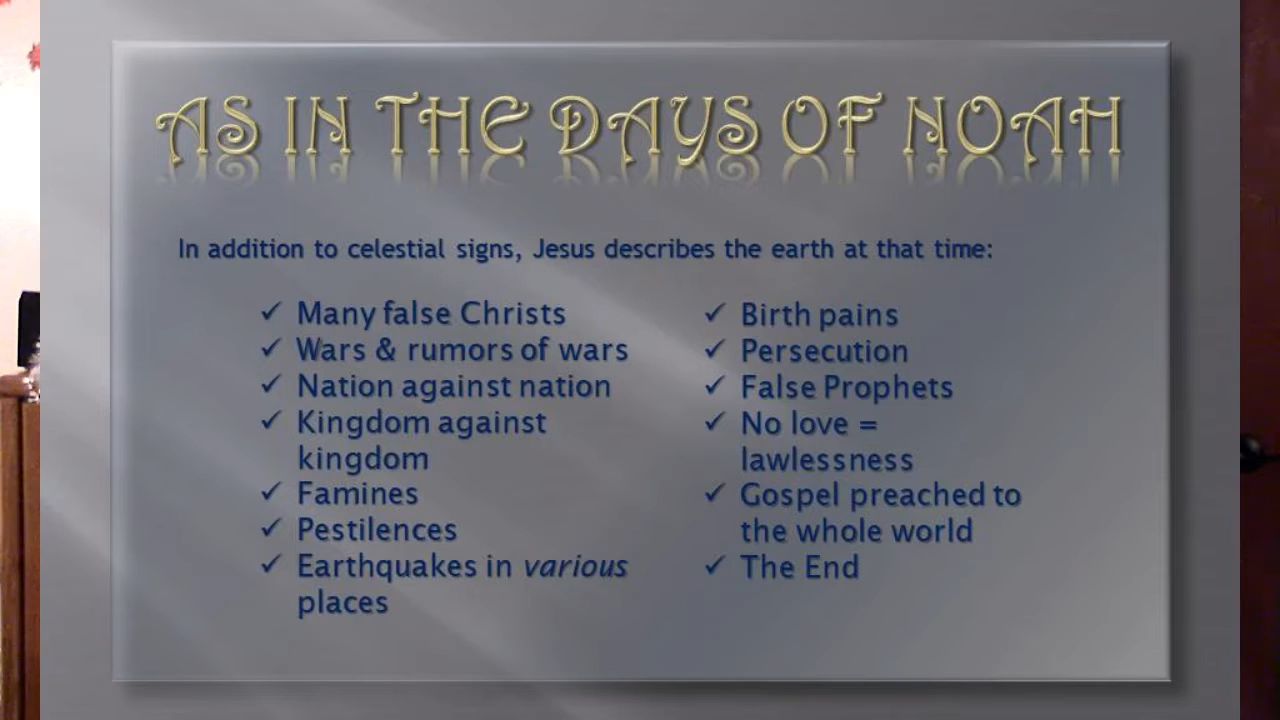 AS IN THE DAYS OF NOAH
In addition to celestial signs, Jesus describes the earth at that time:
✓ Many false Christs
✓ Wars & rumors of wars
✓ Nation against nation
✓ Kingdom against
kingdom
✓ Famines
✓ Pestilences
✓ Earthquakes in various
places
✓ Birth pains
✓ Persecution
✓ False Prophets
✓ No love =
lawlessness
✓ Gospel preached to
the whole world
✓ The End